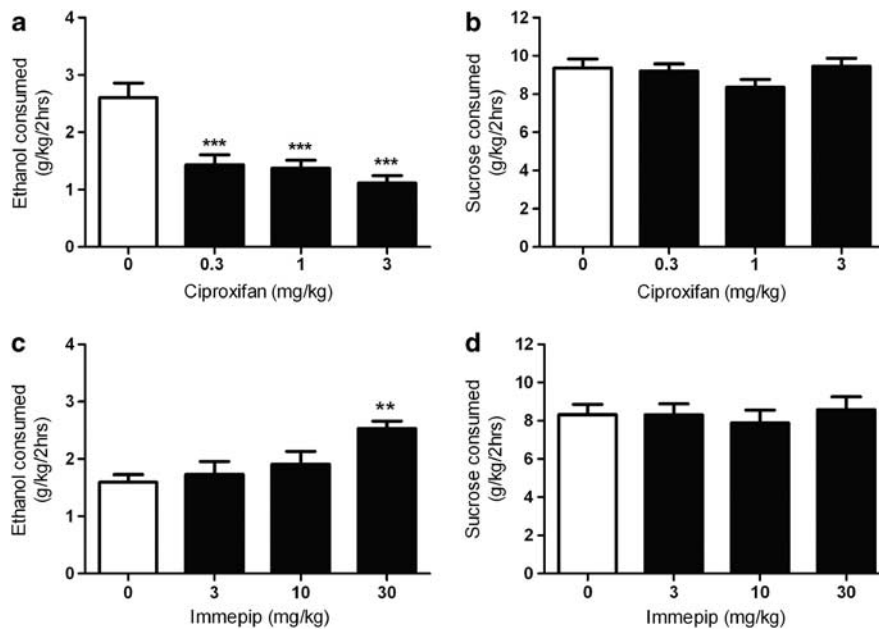 a
Ethanol consumed
(g/kg/2hrs)
4
3
2
1
0
***
***
***
0 0.3 1 3
Ciproxifan (mg/kg)
b
Sucrose consumed
(g/kg/2hrs)
12
10
8
6
4
2
0
0 0.3 1 3
Ciproxifan (mg/kg)
c
Ethanol consumed
(g/kg/2hrs)
4
3
2
1
0
**
0 3 10 30
Immepip (mg/kg)
d
Sucrose consumed
(g/kg/2hrs)
12
10
8
6
4
2
0
0 3 10 30
Immepip (mg/kg)